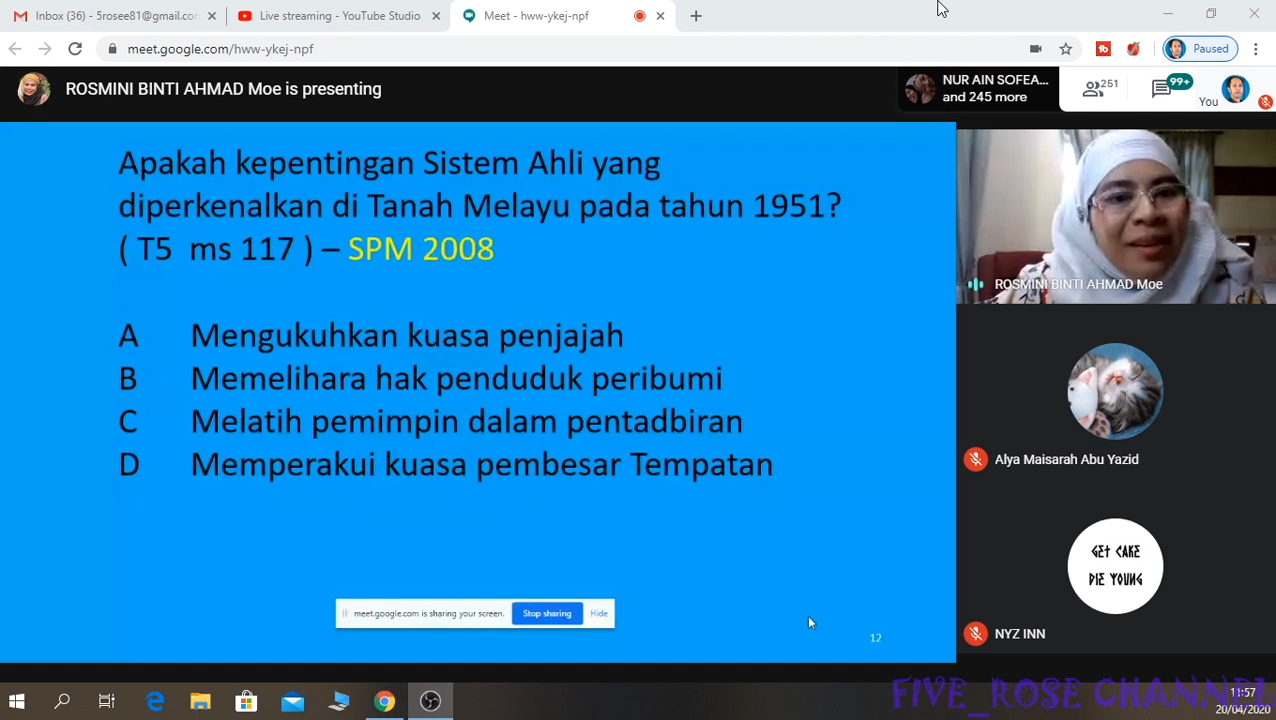 Inbox (36) - 5rosee81@gmail.co
Live streaming - YouTube Studio
Meet - hww-ykej-npf
meet.google.com/hww-ykej-npf
Paused
ROSMINI BINTI AHMAD Moe is presenting
NUR AIN SOFEA...
and 245 more
251
99+
You
Apakah kepentingan Sistem Ahli yang
diperkenalkan di Tanah Melayu pada tahun 1951?
( T5 ms 117 ) – SPM 2008
A Mengukuhkan kuasa penjajah
B Memelihara hak penduduk peribumi
C Melatih pemimpin dalam pentadbiran
D Memperakui kuasa pembesar Tempatan
ROSMINI BINTI AHMAD Moe
Alya Maisarah Abu Yazid
GET CAKE
DIE YOUNG
NYZ INN
meet.google.com is sharing your screen. Stop sharing Hide
12
FIVE_ROSE CHANNEL
11:57
20/04/2020